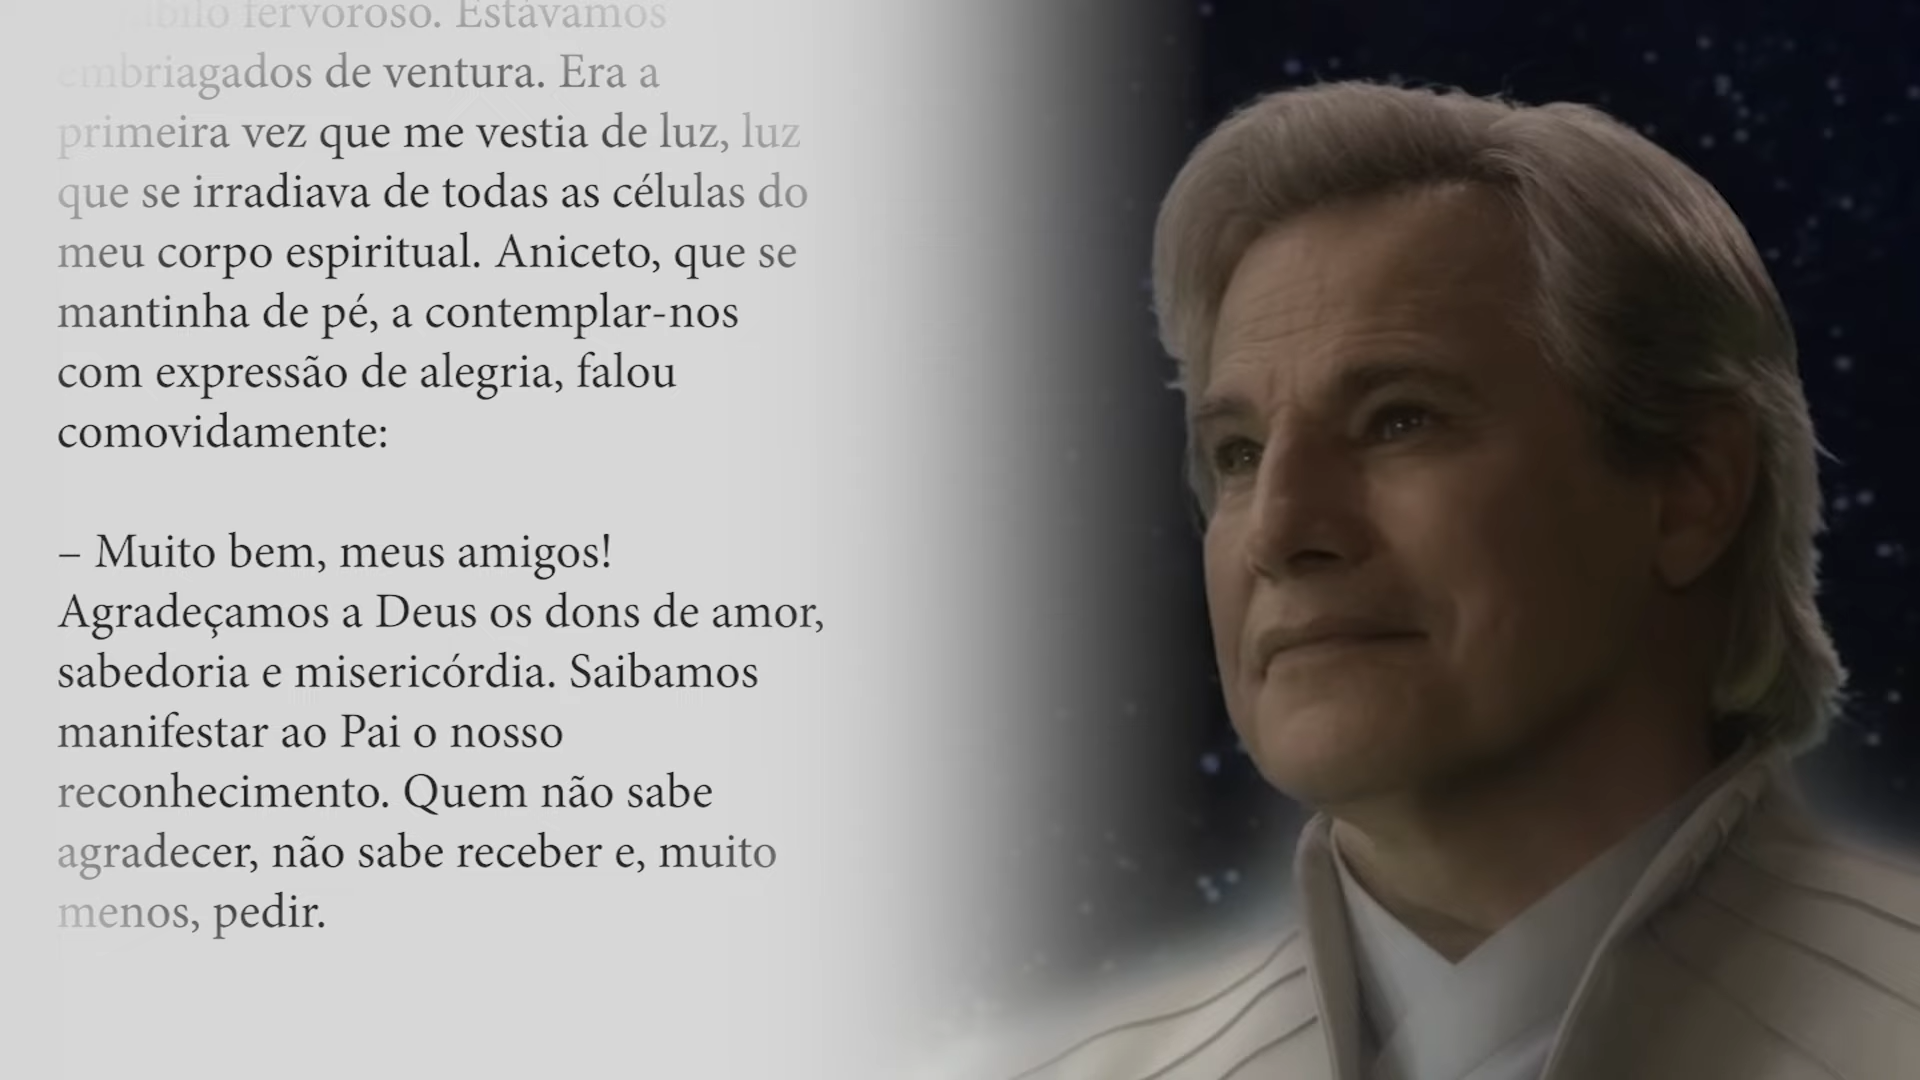 fervoroso. Estávamos
embriagados de ventura. Era a
primeira vez que me vestia de luz, luz
que se irradiava de todas as células do
meu corpo espiritual. Aniceto, que se
mantinha de pé, a contemplar-nos
com expressão de alegria, falou
comovidamente:
– Muito bem, meus amigos!
Agradeçamos a Deus os dons de amor,
sabedoria e misericórdia. Saibamos
manifestar ao Pai o nosso
reconhecimento. Quem não sabe
agradecer, não sabe receber e, muito
menos, pedir.